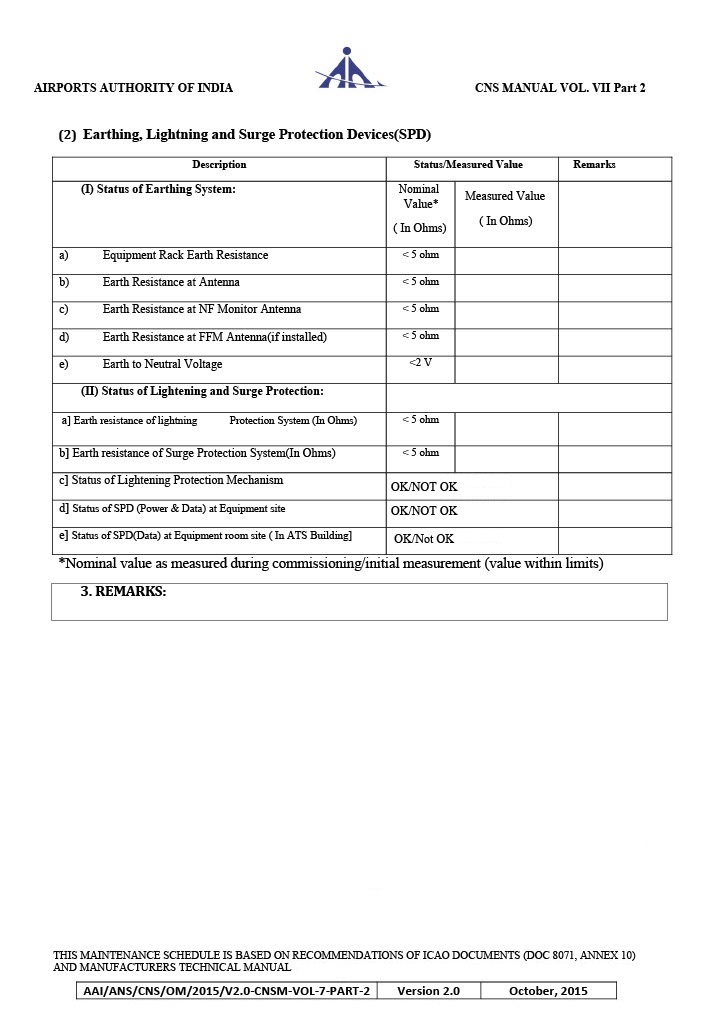 AIRPORTS AUTHORITY OF INDIA CNS MANUAL VOL. VII Part 2
(2) Earthing, Lightning and Surge Protection Devices(SPD)
Description Status/Measured Value Remarks
(I) Status of Earthing System: Nominal Value* ( In Ohms) Measured Value ( In Ohms)
a) Equipment Rack Earth Resistance < 5 ohm
b) Earth Resistance at Antenna < 5 ohm
c) Earth Resistance at NF Monitor Antenna < 5 ohm
d) Earth Resistance at FFM Antenna(if installed) < 5 ohm
e) Earth to Neutral Voltage <2 V
(II) Status of Lightening and Surge Protection:
a] Earth resistance of lightning Protection System (In Ohms) < 5 ohm
b] Earth resistance of Surge Protection System(In Ohms) < 5 ohm
c] Status of Lightening Protection Mechanism OK/NOT OK
d] Status of SPD (Power & Data) at Equipment site OK/NOT OK
e] Status of SPD(Data) at Equipment room site ( In ATS Building] OK/Not OK
*Nominal value as measured during commissioning/initial measurement (value within limits)
3. REMARKS:
THIS MAINTENANCE SCHEDULE IS BASED ON RECOMMENDATIONS OF ICAO DOCUMENTS (DOC 8071, ANNEX 10)
AND MANUFACTURERS TECHNICAL MANUAL
AAI/ANS/CNS/OM/2015/V2.0-CNSM-VOL-7-PART-2 Version 2.0 October, 2015